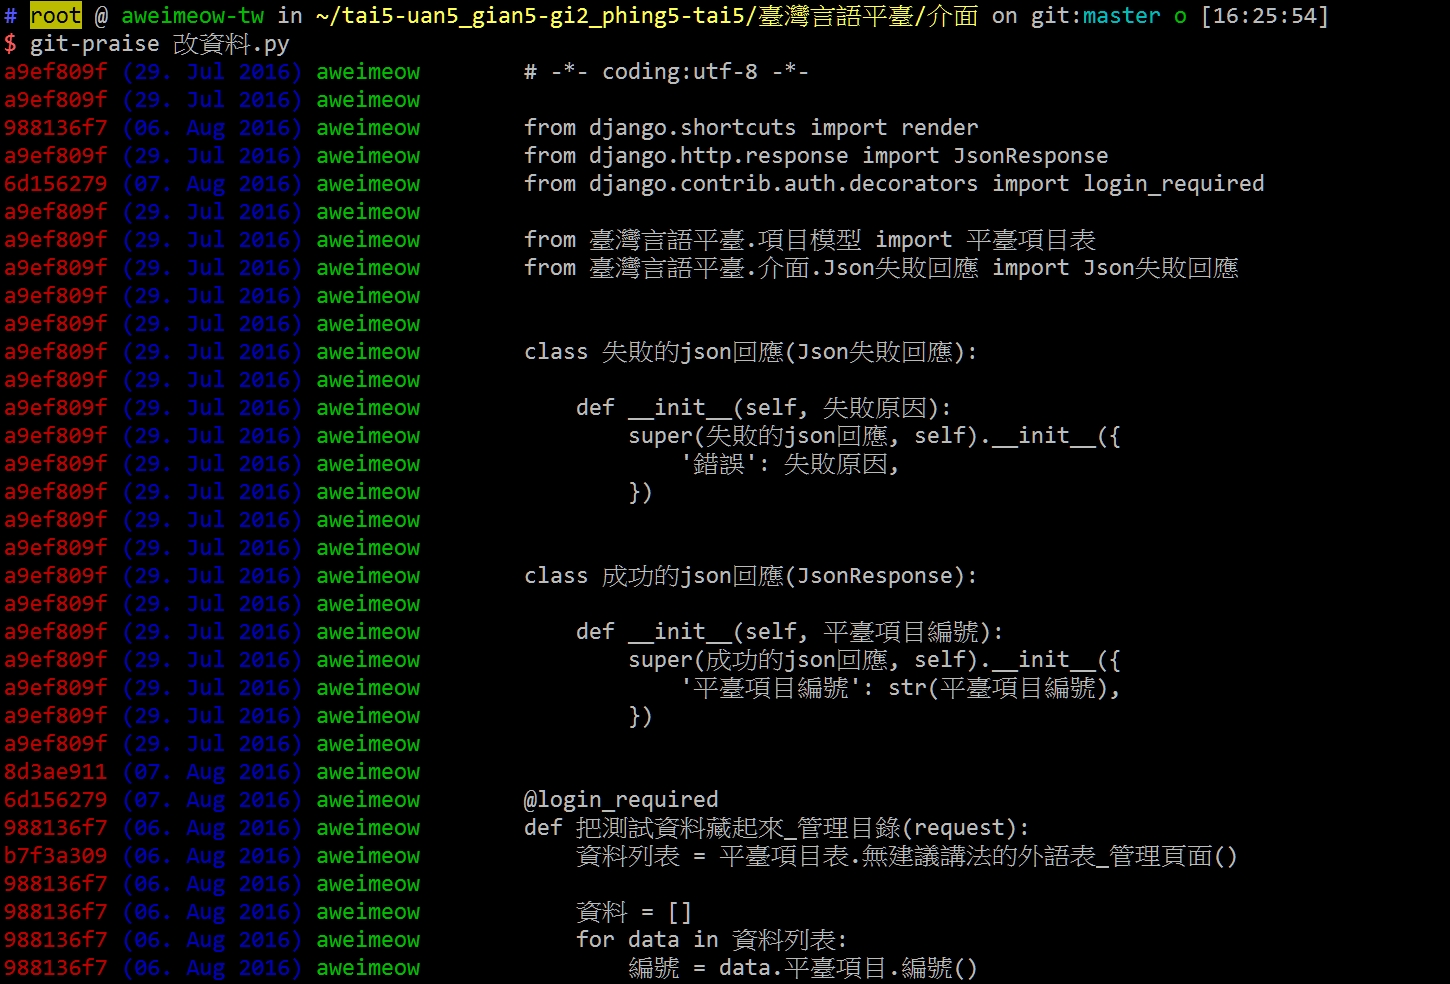 # root @ aweimeow-tw in ~/tai5-uan5_gian5-gi2_phing5-tai5/臺灣言語平臺/介面 on git:master o [16:25:54]
$ git-praise 改資料.py
a9ef809f (29. Jul 2016) aweimeow        # -*- coding:utf-8 -*-
a9ef809f (29. Jul 2016) aweimeow
988136f7 (06. Aug 2016) aweimeow        from django.shortcuts import render
a9ef809f (29. Jul 2016) aweimeow        from django.http.response import JsonResponse
6d156279 (07. Aug 2016) aweimeow        from django.contrib.auth.decorators import login_required
a9ef809f (29. Jul 2016) aweimeow
a9ef809f (29. Jul 2016) aweimeow        from 臺灣言語平臺.項目模型 import 平臺項目表
a9ef809f (29. Jul 2016) aweimeow        from 臺灣言語平臺.介面.Json失敗回應 import Json失敗回應
a9ef809f (29. Jul 2016) aweimeow
a9ef809f (29. Jul 2016) aweimeow
a9ef809f (29. Jul 2016) aweimeow        class 失敗的json回應(Json失敗回應):
a9ef809f (29. Jul 2016) aweimeow
a9ef809f (29. Jul 2016) aweimeow            def __init__(self, 失敗原因):
a9ef809f (29. Jul 2016) aweimeow                super(失敗的json回應, self).__init__({
a9ef809f (29. Jul 2016) aweimeow                    '錯誤': 失敗原因,
a9ef809f (29. Jul 2016) aweimeow                })
a9ef809f (29. Jul 2016) aweimeow
a9ef809f (29. Jul 2016) aweimeow
a9ef809f (29. Jul 2016) aweimeow        class 成功的json回應(JsonResponse):
a9ef809f (29. Jul 2016) aweimeow
a9ef809f (29. Jul 2016) aweimeow            def __init__(self, 平臺項目編號):
a9ef809f (29. Jul 2016) aweimeow                super(成功的json回應, self).__init__({
a9ef809f (29. Jul 2016) aweimeow                    '平臺項目編號': str(平臺項目編號),
a9ef809f (29. Jul 2016) aweimeow                })
a9ef809f (29. Jul 2016) aweimeow
8d3ae911 (07. Aug 2016) aweimeow
6d156279 (07. Aug 2016) aweimeow        @login_required
988136f7 (06. Aug 2016) aweimeow        def 把測試資料藏起來_管理目錄(request):
b7f3a309 (06. Aug 2016) aweimeow            資料列表 = 平臺項目表.無建議講法的外語表_管理頁面()
988136f7 (06. Aug 2016) aweimeow
988136f7 (06. Aug 2016) aweimeow            資料 = []
988136f7 (06. Aug 2016) aweimeow            for data in 資料列表:
988136f7 (06. Aug 2016) aweimeow                編號 = data.平臺項目.編號()